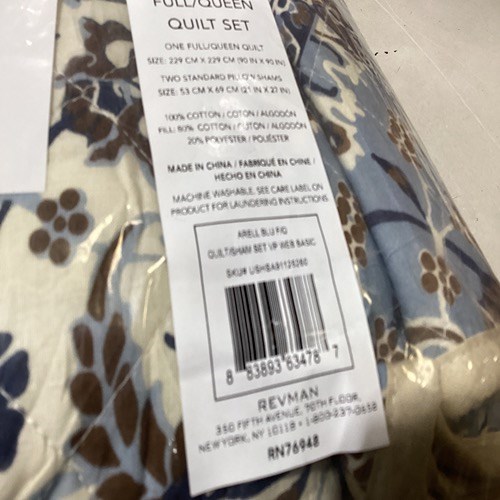 FULL/QUEEN
QUILT SET
ONE FULL/QUEEN QUILT
SIZE: 229 CM X 229 CM (90 IN X 90 IN)
TWO STANDARD PILLOW SHAMS
SIZE: 53 CM X 69 CM (21 IN X 27 IN)
100% COTTON / COTON / ALGODÓN
FILL: 80% COTTON / COTON / ALGODÓN
20% POLYESTER / POLIÉSTER
MADE IN CHINA / FABRIQUÉ EN CHINE /
HECHO EN CHINA
MACHINE WASHABLE, SEE CARE LABEL ON
PRODUCT FOR LAUNDERING INSTRUCTIONS
ARELL BLU F/Q
QUILT/SHAM SET VP WEB BASIC
SKU# USHSA91126260
8 83893 63478 7
REVMAN
350 FIFTH AVENUE, 70TH FLOOR,
NEW YORK, NY 10118 • 1-800-237-0658
RN76948